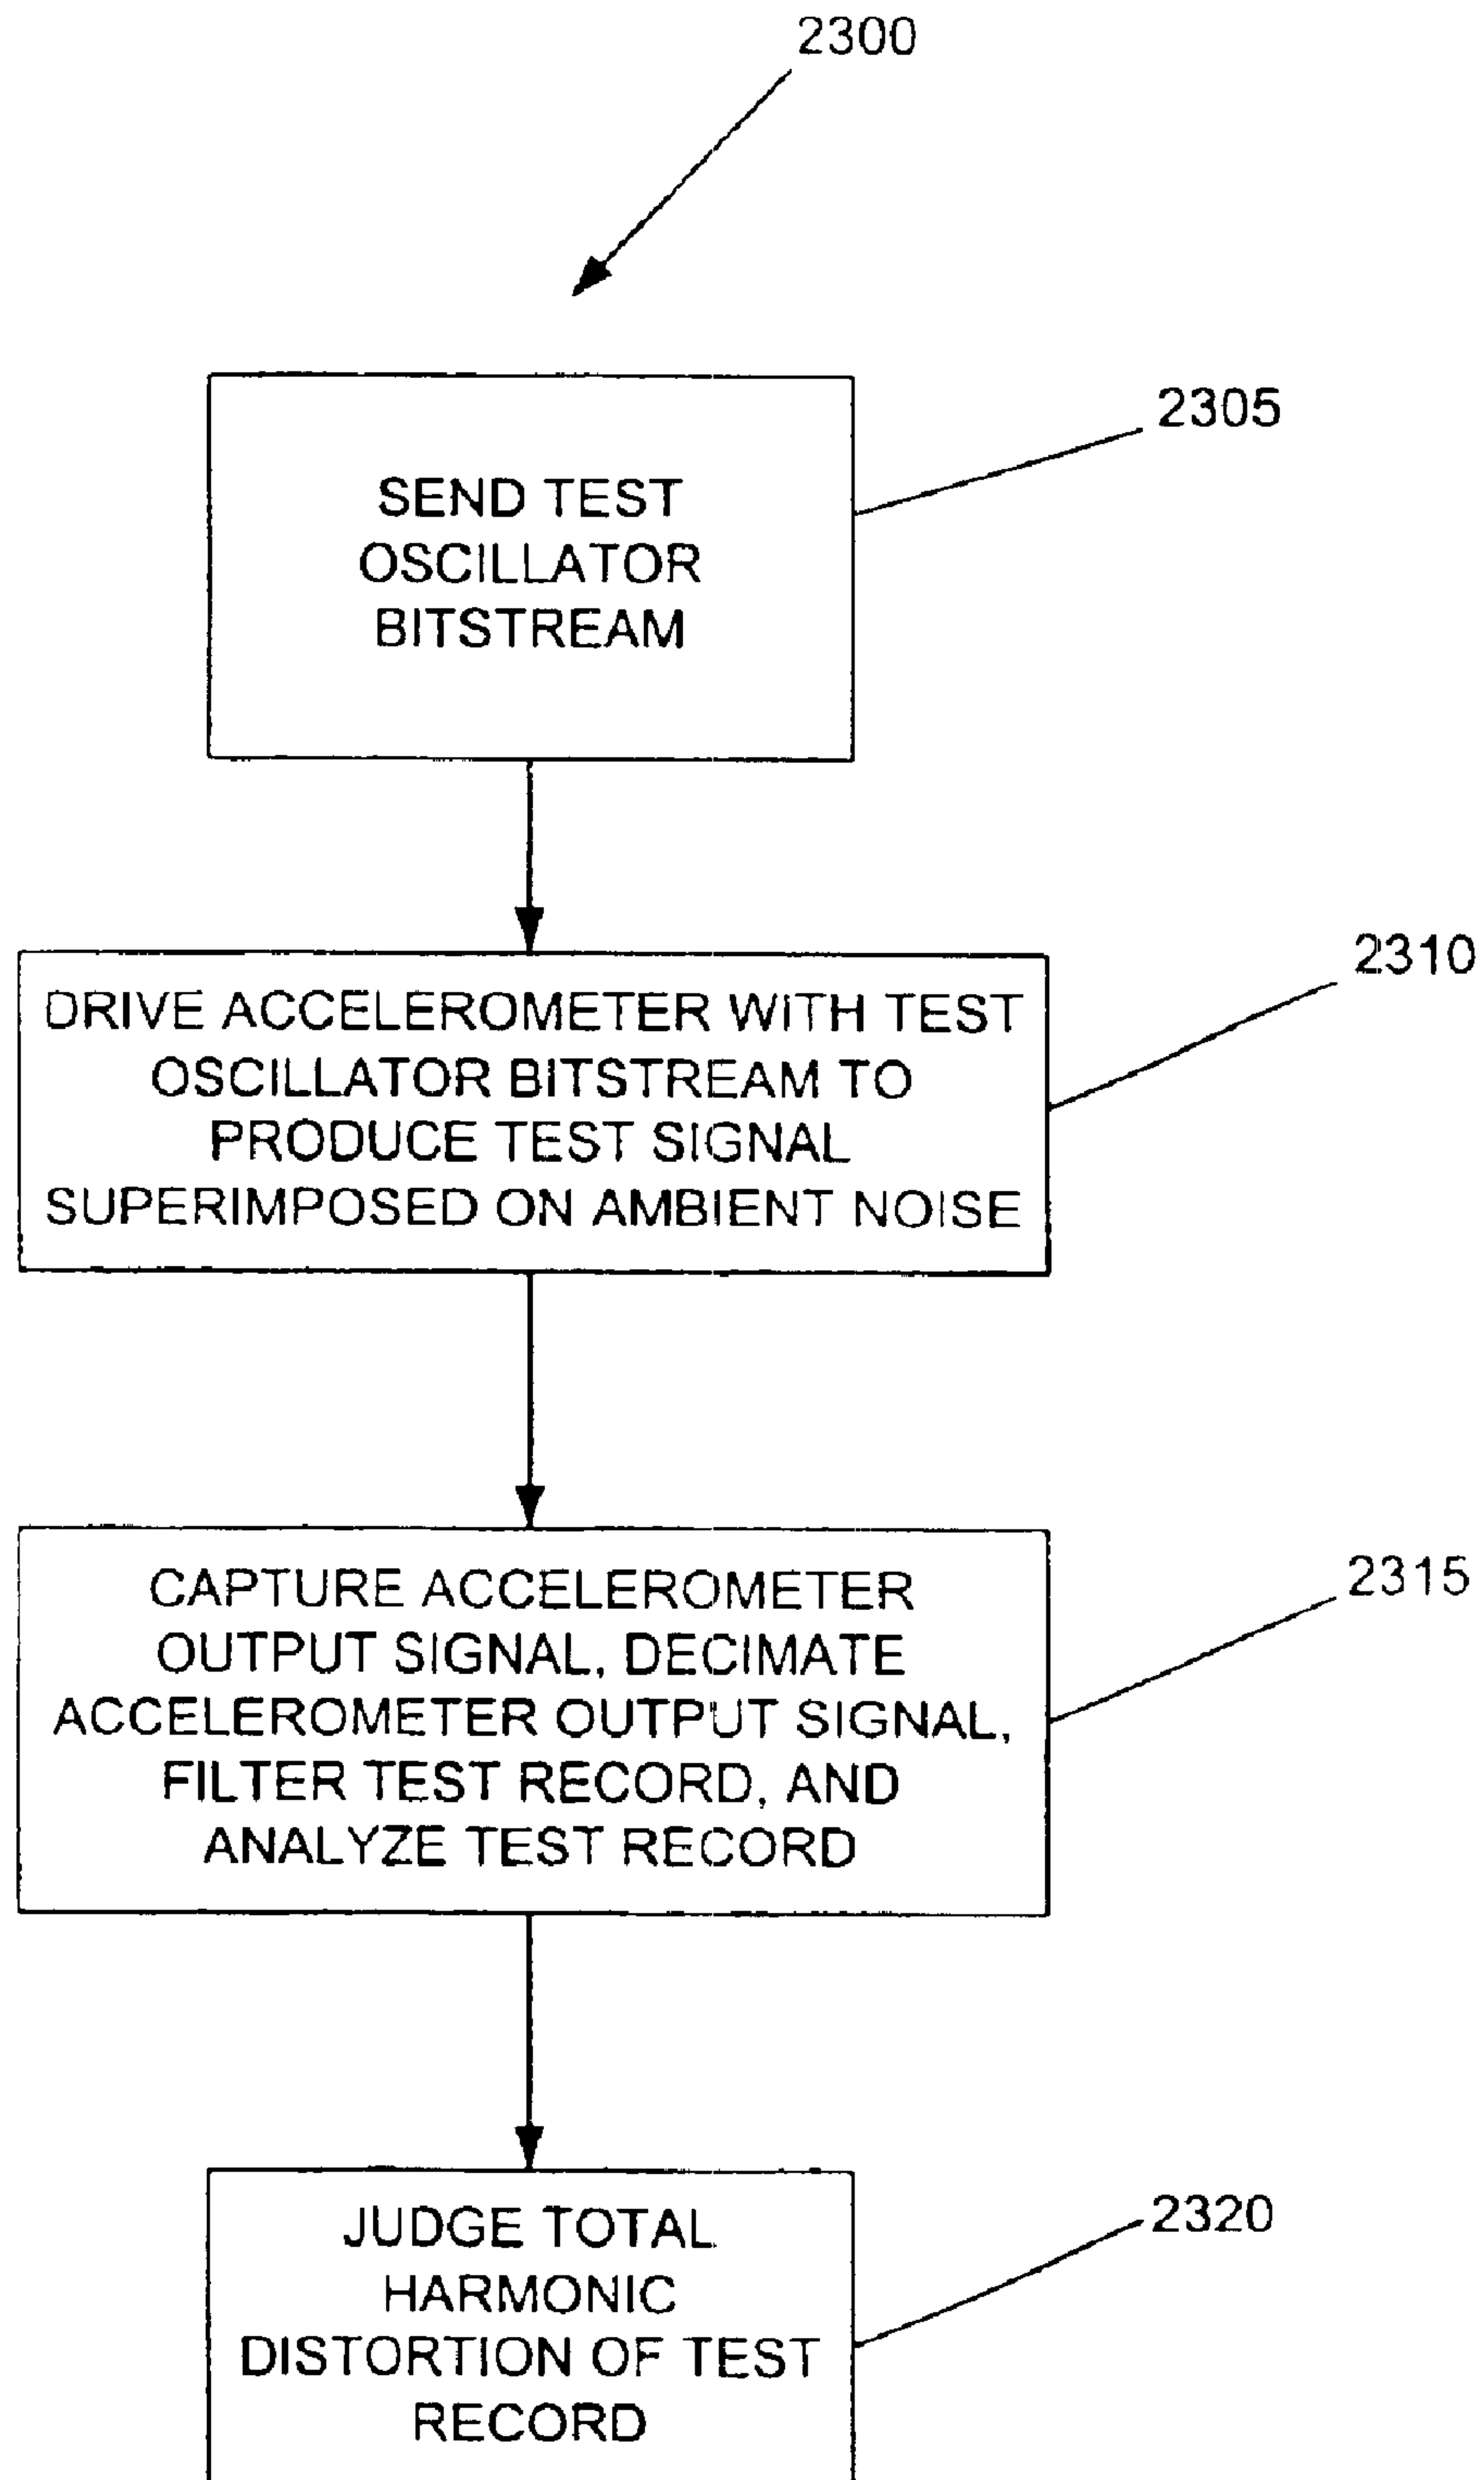 2300
2305
SEND TEST
OSCILLATOR
BITSTREAM
2310
DRIVE ACCELEROMETER WITH TEST
OSCILLATOR BITSTREAM TO
PRODUCE TEST SIGNAL
SUPERIMPOSED ON AMBIENT NOISE
2315
CAPTURE ACCELEROMETER
OUTPUT SIGNAL, DECIMATE
ACCELEROMETER OUTPUT SIGNAL,
FILTER TEST RECORD, AND
ANALYZE TEST RECORD
2320
JUDGE TOTAL
HARMONIC
DISTORTION OF TEST
RECORD